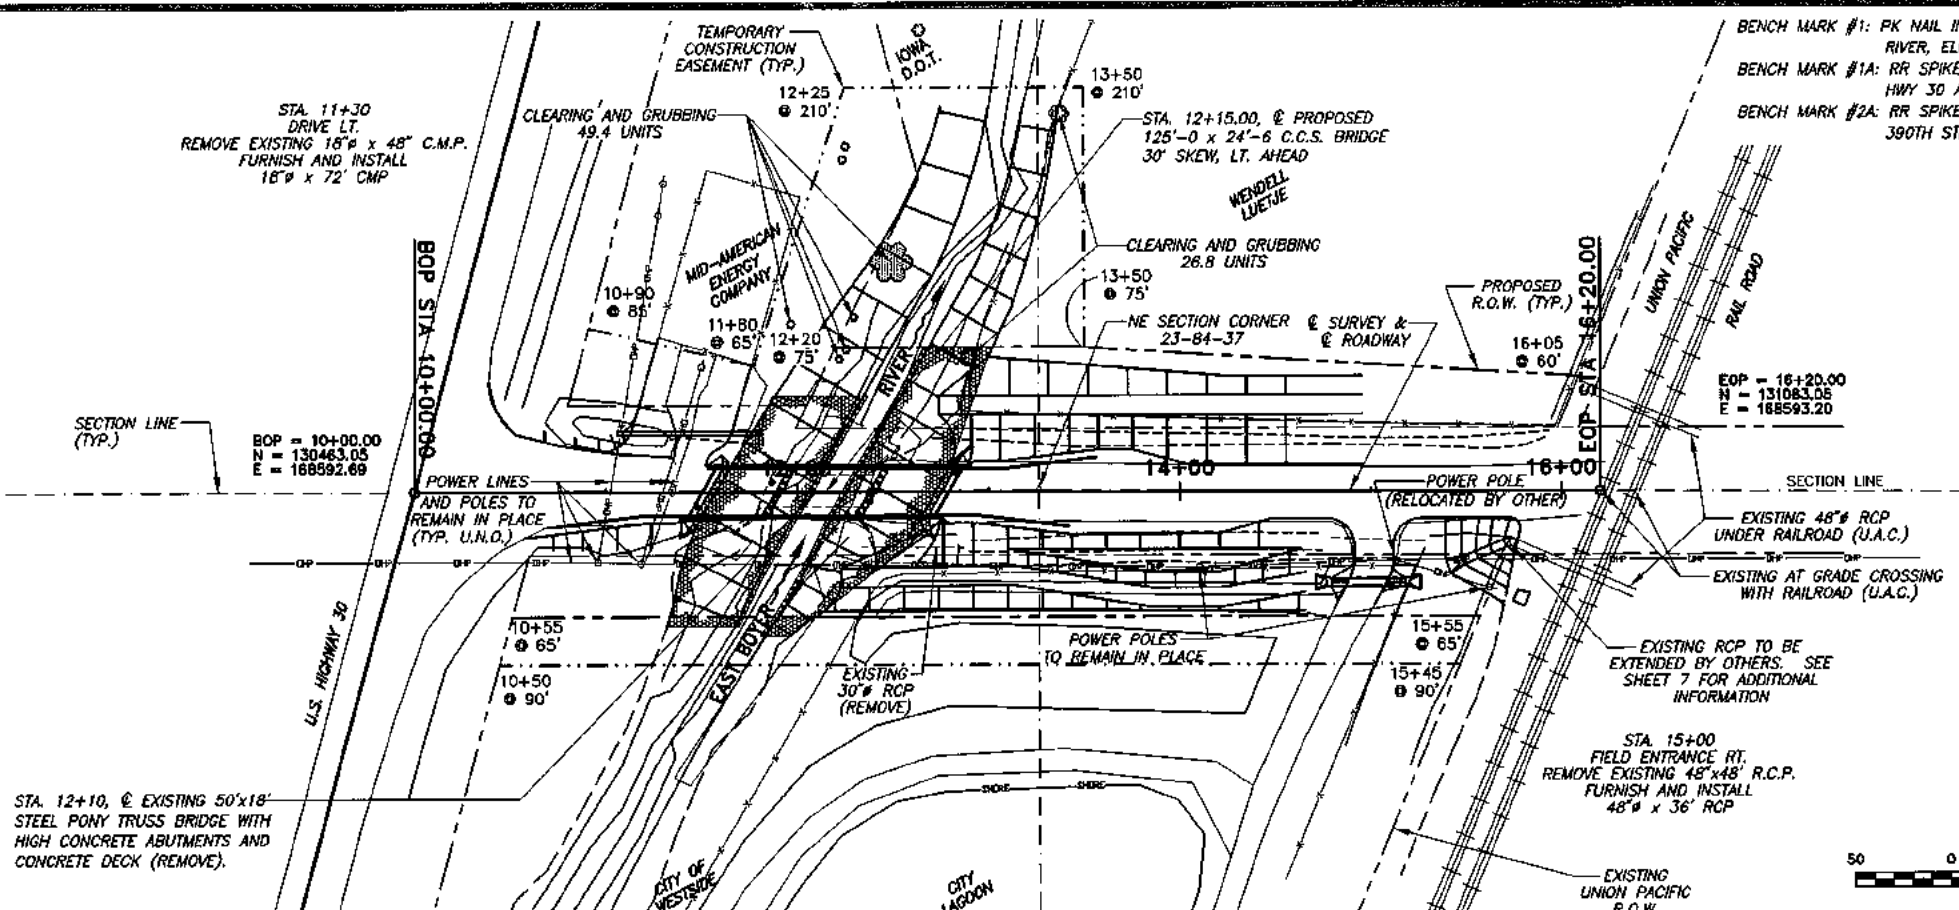 TEMPORARY
CONSTRUCTION
EASEMENT (TYP.)
IOWA
D.O.T.
12+25
@ 210'
13+50
@ 210'
BENCH MARK #1: PK NAIL
RIVER,
BENCH MARK #1A: RR SPIKE
HWY 30
BENCH MARK #2A: RR SPIKE
390TH
STA. 11+30
DRIVE LT.
REMOVE EXISTING 18"ø x 48" C.M.P.
FURNISH AND INSTALL
18"ø x 72' CMP
CLEARING AND GRUBBING
49.4 UNITS
STA. 12+15.00, ℄ PROPOSED
125'-0 x 24'-6 C.C.S. BRIDGE
30° SKEW, LT. AHEAD
WENDELL
LUETJE
CLEARING AND GRUBBING
26.8 UNITS
MID-AMERICAN
ENERGY
COMPANY
10+90
@ 85'
11+80
@ 65'
12+20
@ 75'
13+50
@ 75'
NE SECTION CORNER
23-84-37
℄ SURVEY &
℄ ROADWAY
PROPOSED
R.O.W. (TYP.)
16+05
@ 60'
UNION PACIFIC
RAIL ROAD
BOP STA 10+00.00
EOP STA 16+20.00
EOP = 16+20.00
N = 131083.05
E = 168593.20
SECTION LINE
(TYP.)
BOP = 10+00.00
N = 130463.05
E = 168592.69
RIVER
14+00
16+00
POWER LINES
AND POLES TO
REMAIN IN PLACE
(TYP. U.N.O.)
POWER POLE
(RELOCATED BY OTHER)
SECTION LINE
EXISTING 48"ø RCP
UNDER RAILROAD (U.A.C.)
EXISTING AT GRADE CROSSING
WITH RAILROAD (U.A.C.)
OHP OHP OHP OHP
OHP OHP OHP OHP
U.S. HIGHWAY 30
EAST BOYER
10+55
@ 65'
10+50
@ 90'
EXISTING
30"ø RCP
(REMOVE)
POWER POLES
TO REMAIN IN PLACE
15+55
@ 65'
15+45
@ 90'
EXISTING RCP TO BE
EXTENDED BY OTHERS. SEE
SHEET 7 FOR ADDITIONAL
INFORMATION
STA. 15+00
FIELD ENTRANCE RT.
REMOVE EXISTING 48"x48' R.C.P.
FURNISH AND INSTALL
48"ø x 36' RCP
STA. 12+10, ℄ EXISTING 50'x18'
STEEL PONY TRUSS BRIDGE WITH
HIGH CONCRETE ABUTMENTS AND
CONCRETE DECK (REMOVE).
SHORE SHORE
CITY OF
WESTSIDE
CITY
LAGOON
EXISTING
UNION PACIFIC
R.O.W.
50 0